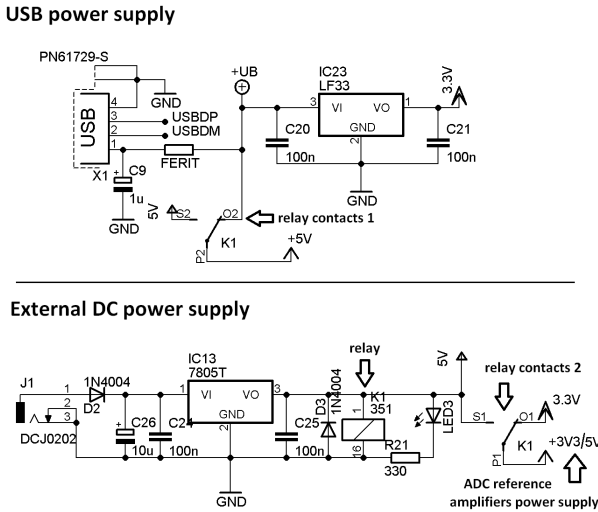 USB power supply
PN61729-S
+UB
IC23
LF33
3.3V
GND
4
3
2
1
USB
USBDP
USBDM
3
VI
VO
1
GND
2
C20
100n
C21
100n
FERIT
X1
+
C9
1u
GND
GND
5V
S2
O2
relay contacts 1
K1
P2
+5V
External DC power supply
relay
5V
relay contacts 2
IC13
7805T
J1
1
2
3
1N4004
D2
DCJ0202
1
VI
VO
3
GND
2
+
C26
10u
C24
100n
C25
100n
D3
1N4004
K1
351
1
16
R21
330
LED3
S1
O1
3.3V
K1
P1
+3V3/5V
GND
ADC reference
amplifiers power supply